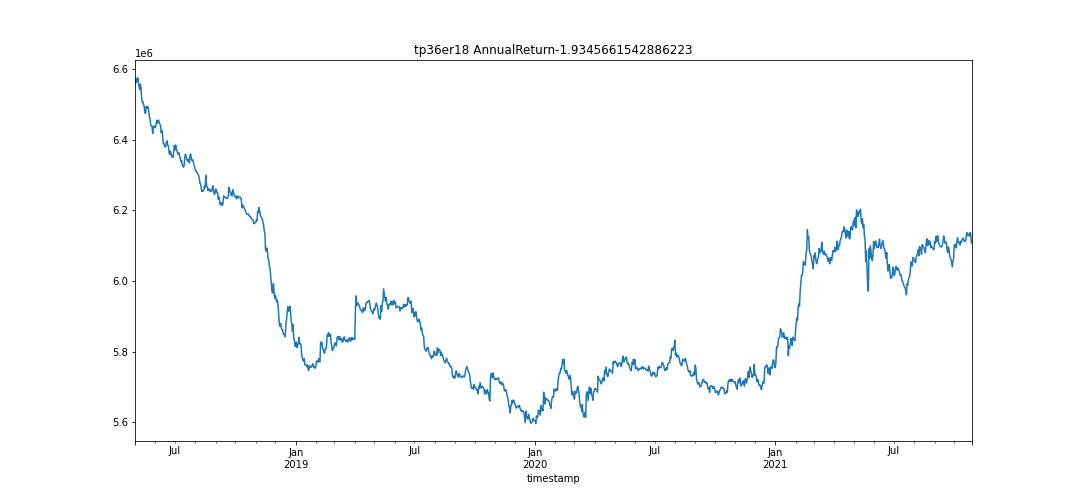 tp36er18 AnnualReturn-1.9345661542886223
1e6
6.6
6.4
6.2
6.0
5.8
5.6
Jul
Jan
2019
Jul
Jan
2020
Jul
Jan
2021
Jul
timestamp